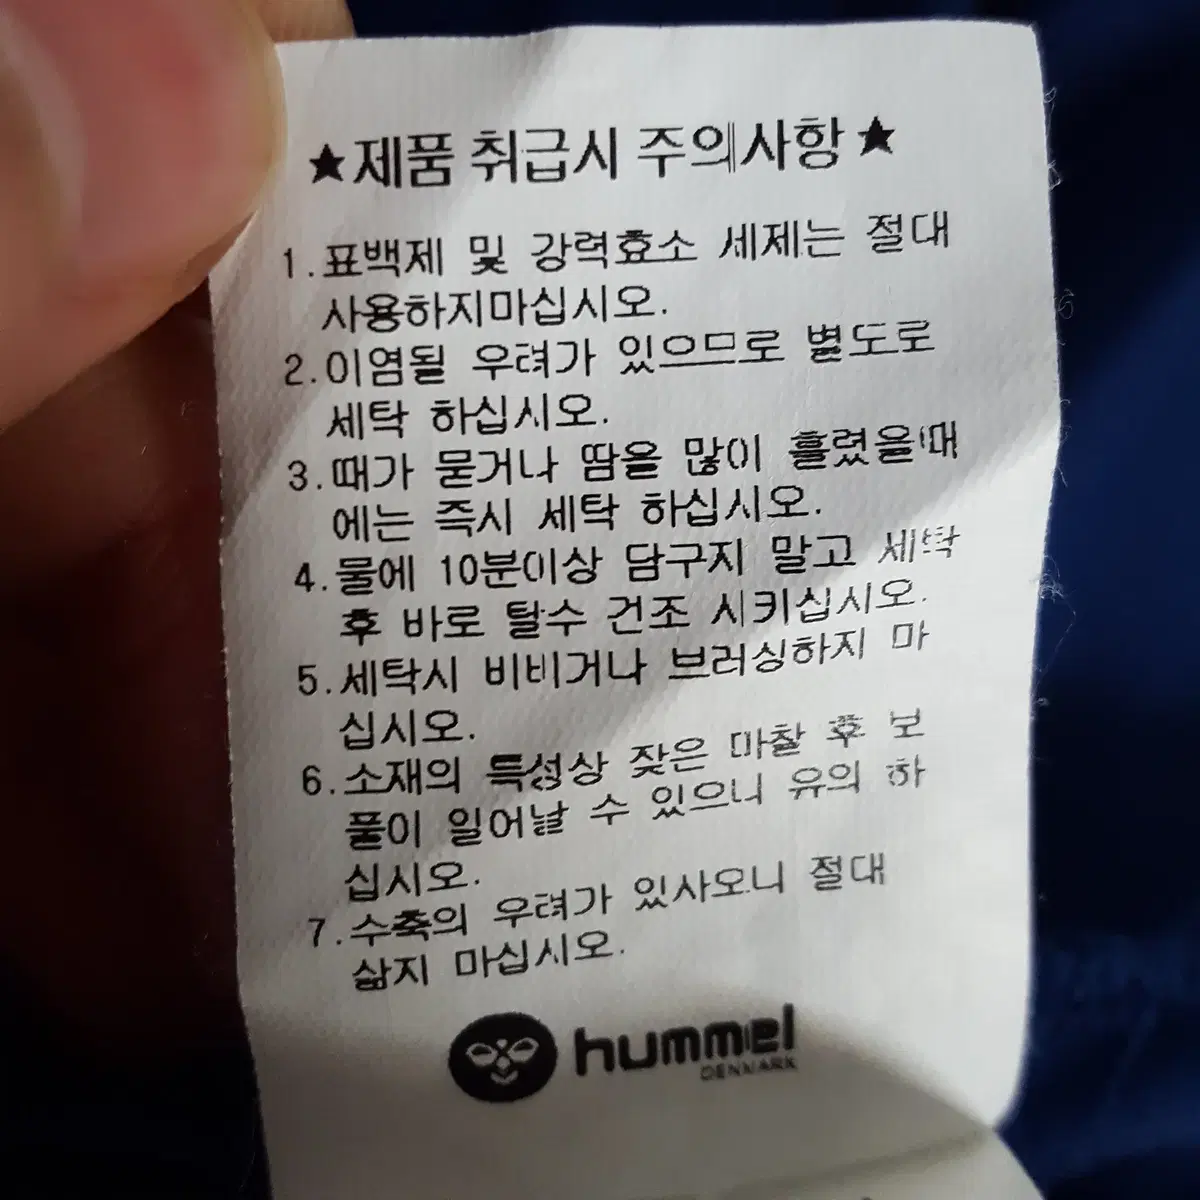 ★제품 취급시 주의사항★
1.표백제 및 강력효소 세제는 절대
사용하지마십시오.
2.이염될 우려가 있으므로 별도로
세탁 하십시오.
3.때가 묻거나 땀을 많이 흘렸을때
에는 즉시 세탁 하십시오.
4.물에 10분이상 담구지 말고 세탁
후 바로 탈수 건조 시키십시오.
5.세탁시 비비거나 브러싱하지 마
십시오.
6.소재의 특성상 잦은 마찰 후 보
풀이 일어날 수 있으니 유의 하
십시오.
7.수축의 우려가 있사오니 절대
삶지 마십시오.
hummel
DENMARK